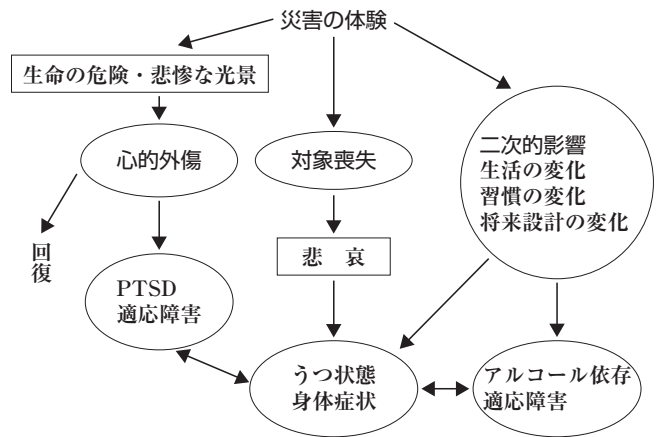 災害の体験
生命の危険・悲惨な光景
心的外傷
対象喪失
二次的影響
生活の変化
習慣の変化
将来設計の変化
回復
悲　哀
PTSD
適応障害
うつ状態
身体症状
アルコール依存
適応障害